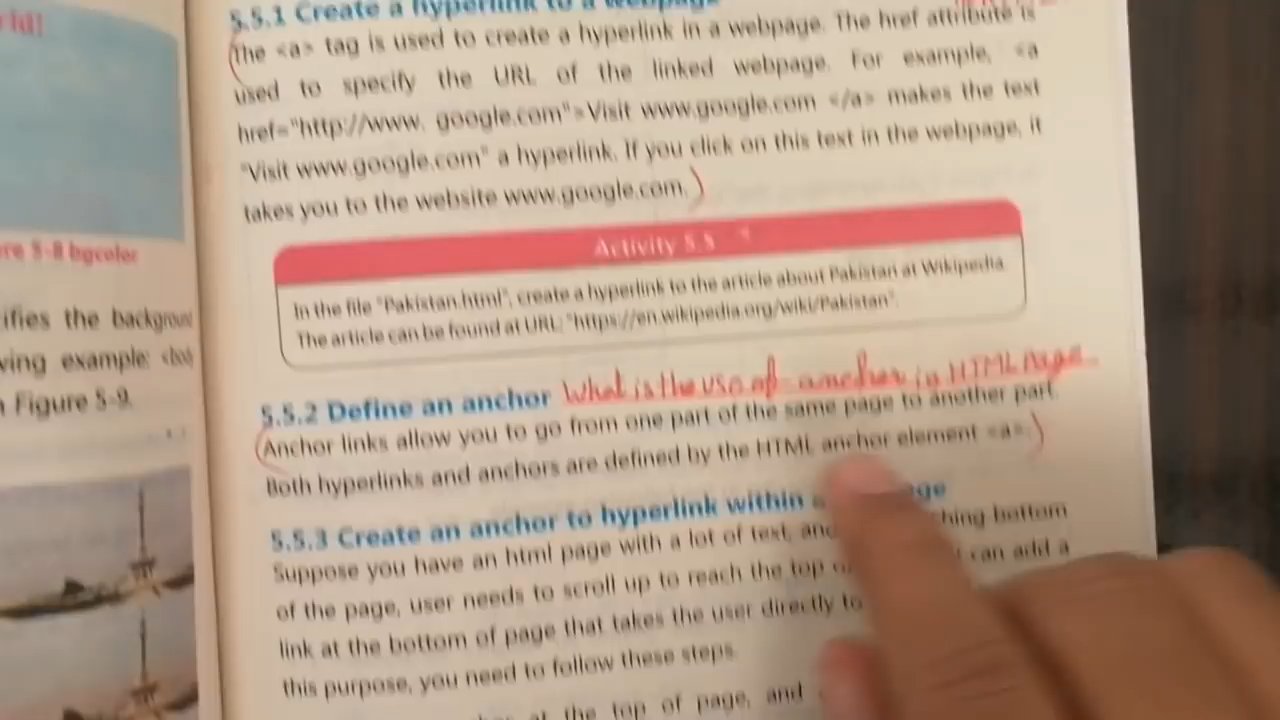 rld!
re 5-8 bgcolor
ifies the backgroun
ving example: <bod
n Figure 5-9.
5.5.1 Create a hyperlink to a webpage
The <a> tag is used to create a hyperlink in a webpage. The href attribute is
used to specify the URL of the linked webpage. For example, <a
href="http://www. google.com">Visit www.google.com </a> makes the text
"Visit www.google.com" a hyperlink. If you click on this text in the webpage, it
takes you to the website www.google.com.
Activity 5.5
In the file "Pakistan.html", create a hyperlink to the article about Pakistan at Wikipedia.
The article can be found at URL: "https://en.wikipedia.org/wiki/Pakistan".
5.5.2 Define an anchor What is the use of anchor in HTML Page
Anchor links allow you to go from one part of the same page to another part.
Both hyperlinks and anchors are defined by the HTML anchor element <a>.
5.5.3 Create an anchor to hyperlink within
Suppose you have an html page with a lot of text, bottom
of the page, user needs to scroll up to reach the top can add a
link at the bottom of page that takes the user directly to
this purpose, you need to follow these steps.
at the top of page, and